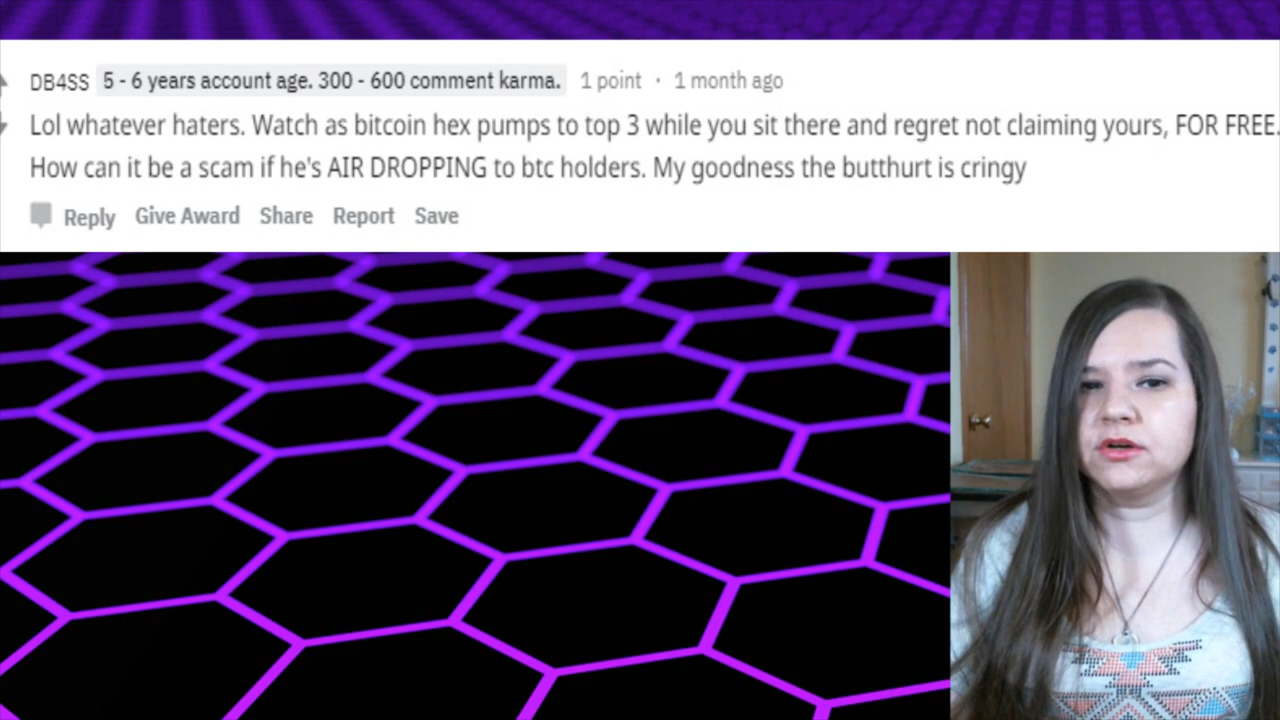 DB4SS 5 - 6 years account age. 300 - 600 comment karma. 1 point · 1 month ago
Lol whatever haters. Watch as bitcoin hex pumps to top 3 while you sit there and regret not claiming yours, FOR FREE.
How can it be a scam if he's AIR DROPPING to btc holders. My goodness the butthurt is cringy
Reply Give Award Share Report Save